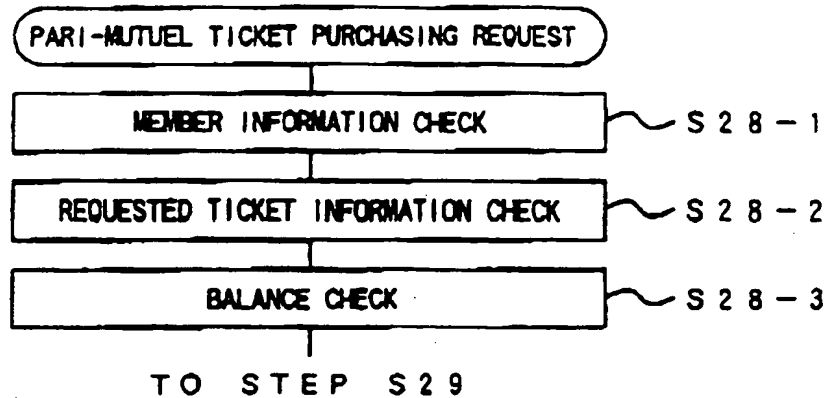 PARI-MUTUEL TICKET PURCHASING REQUEST
MEMBER INFORMATION CHECK
S28-1
REQUESTED TICKET INFORMATION CHECK
S28-2
BALANCE CHECK
S28-3
TO STEP S29